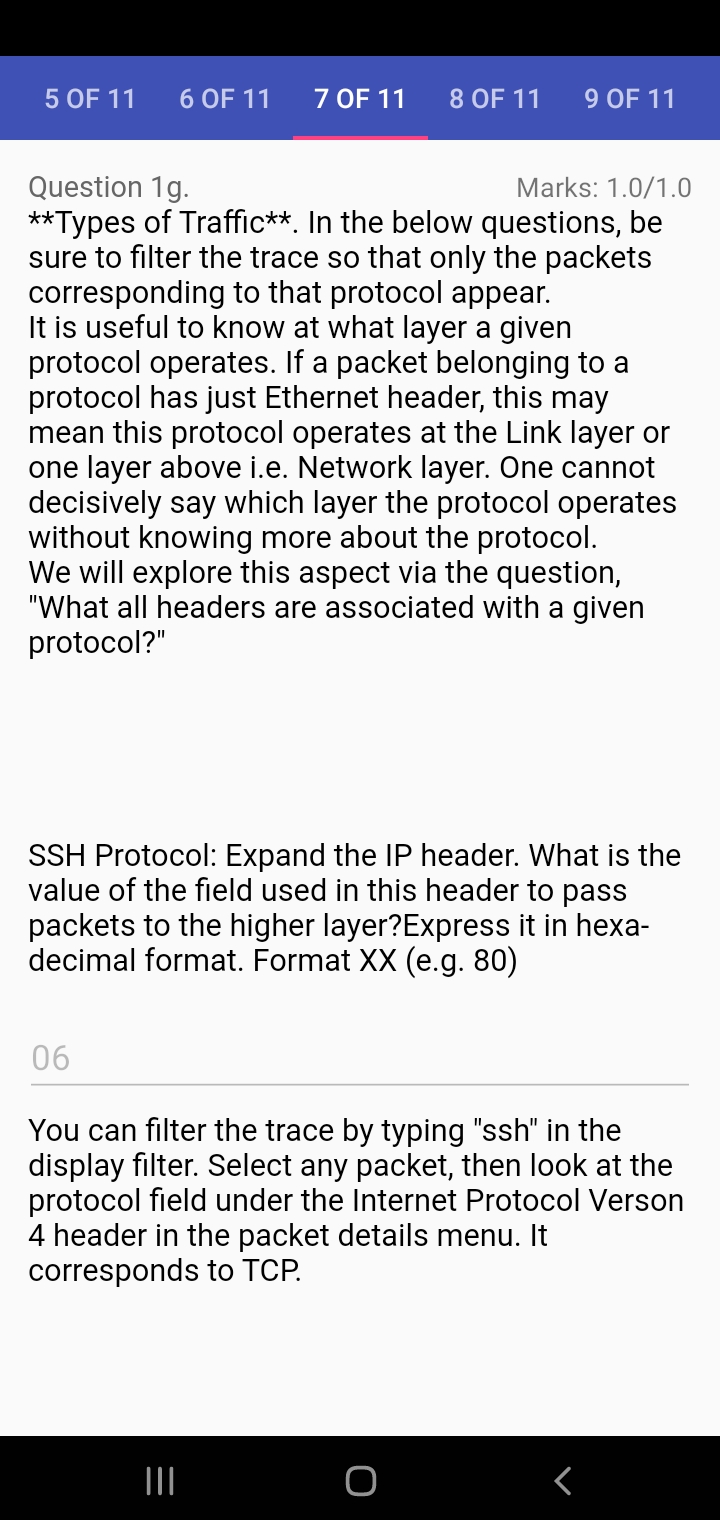 5 OF 11 6 OF 11 7 OF 11 8 OF 11 9 OF 11
Question 1g. Marks: 1.0/1.0
**Types of Traffic**. In the below questions, be
sure to filter the trace so that only the packets
corresponding to that protocol appear.
It is useful to know at what layer a given
protocol operates. If a packet belonging to a
protocol has just Ethernet header, this may
mean this protocol operates at the Link layer or
one layer above i.e. Network layer. One cannot
decisively say which layer the protocol operates
without knowing more about the protocol.
We will explore this aspect via the question,
"What all headers are associated with a given
protocol?"
SSH Protocol: Expand the IP header. What is the
value of the field used in this header to pass
packets to the higher layer?Express it in hexa-
decimal format. Format XX (e.g. 80)
06
You can filter the trace by typing "ssh" in the
display filter. Select any packet, then look at the
protocol field under the Internet Protocol Verson
4 header in the packet details menu. It
corresponds to TCP.